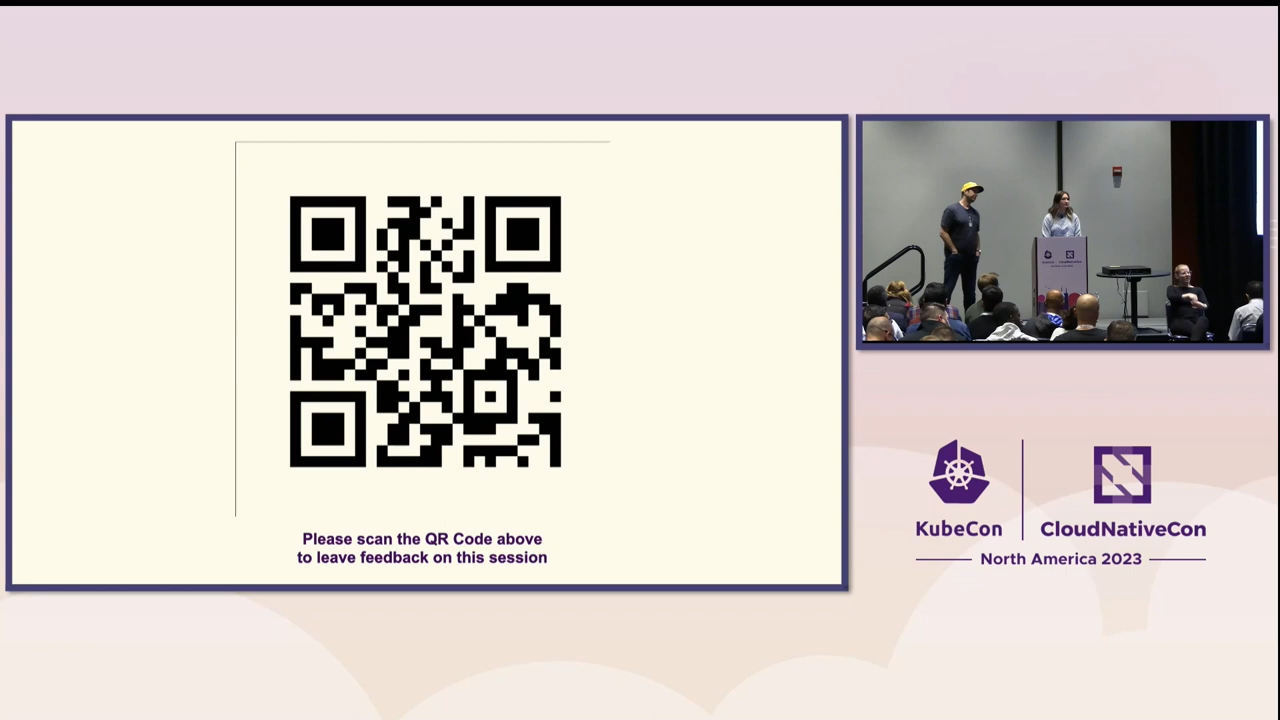 Please scan the QR Code above
to leave feedback on this session
KubeCon
CloudNativeCon
North America 2023